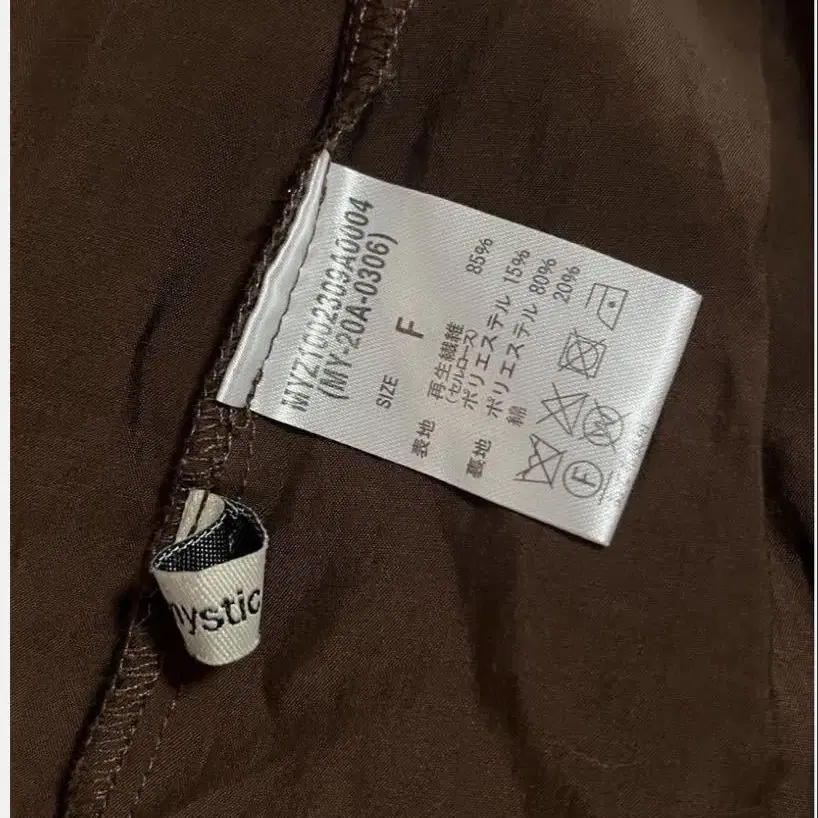 MYZ1002309A0004
(MY-20A-0306)
SIZE F
表地 再生繊維 85%
(セルロース)
ポリエステル 15%
裏地 ポリエステル 80%
綿 20%
W
F
mystic